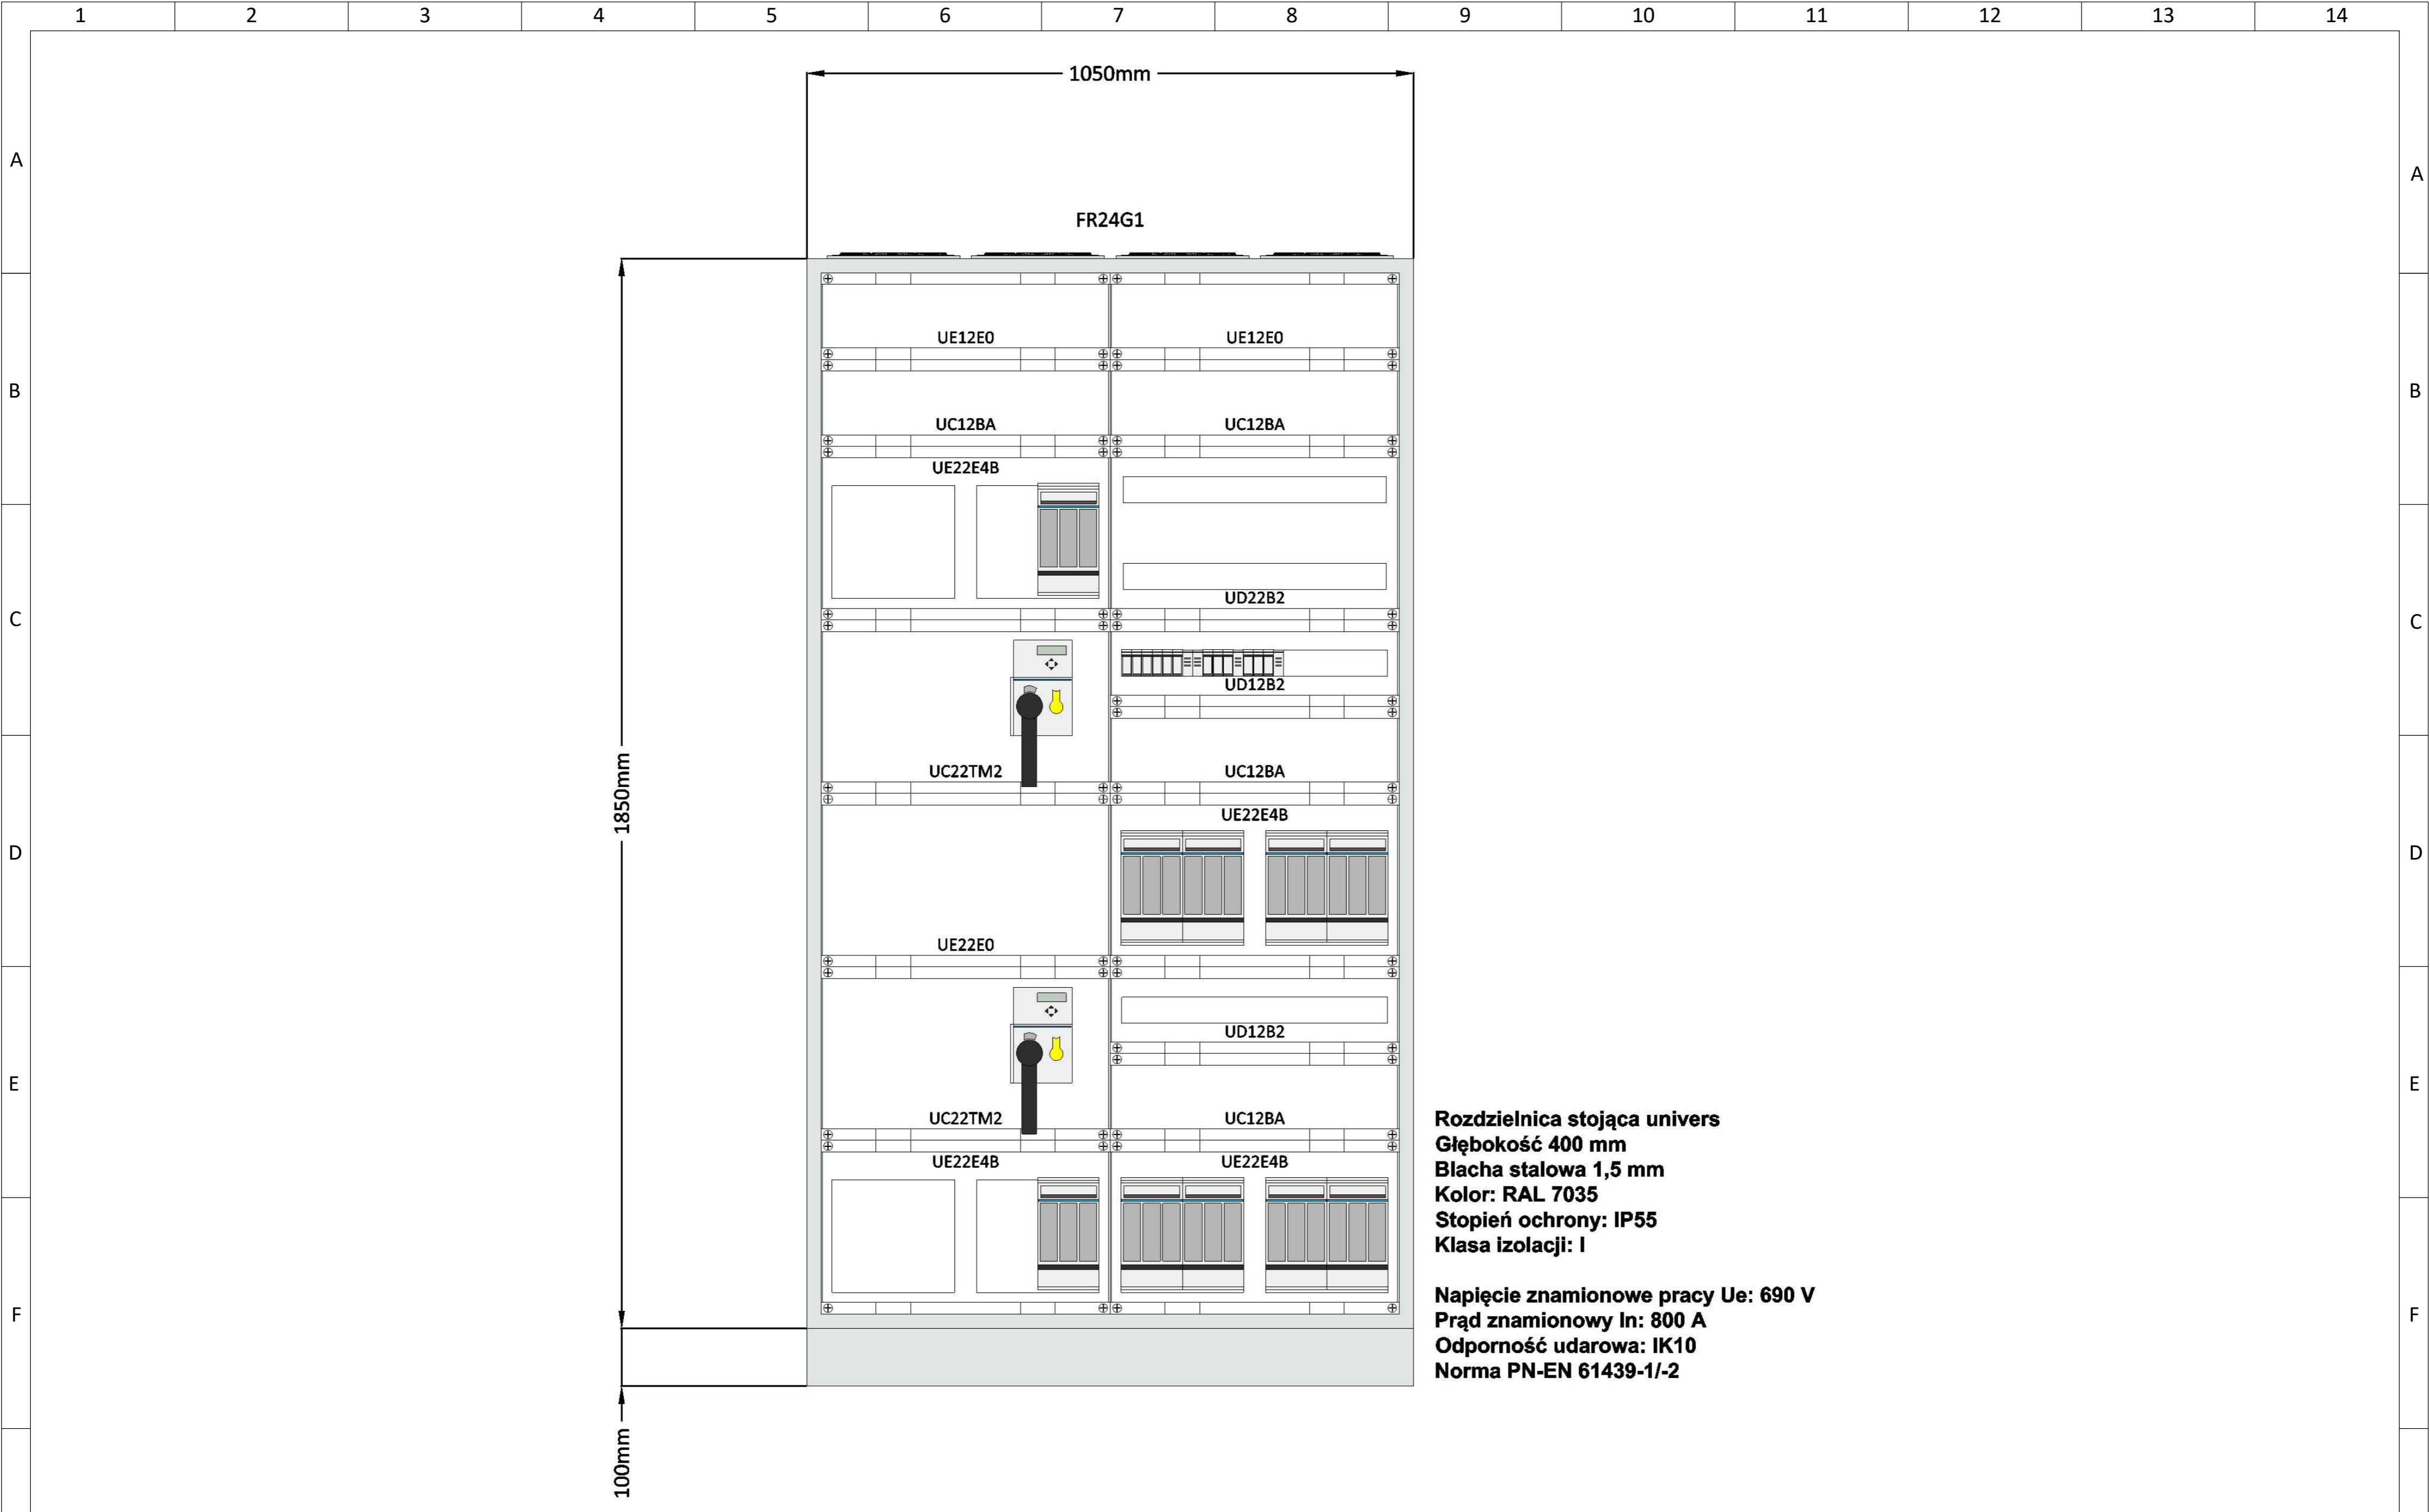 1 2 3 4 5 6 7 8 9 10 11 12 13 14
1050mm
A A
FR24G1
UE12E0 UE12E0
B B
UC12BA UC12BA
UE22E4B
UD22B2
C C
UD12B2
UC22TM2 UC12BA
1850mm
UE22E4B
D D
UE22E0
UD12B2
E E
UC22TM2 UC12BA
UE22E4B UE22E4B
Rozdzielnica stojąca univers
Głębokość 400 mm
Blacha stalowa 1,5 mm
Kolor: RAL 7035
Stopień ochrony: IP55
Klasa izolacji: I
Napięcie znamionowe pracy Ue: 690 V
Prąd znamionowy In: 800 A
Odporność udarowa: IK10
Norma PN-EN 61439-1/-2
F F
100mm